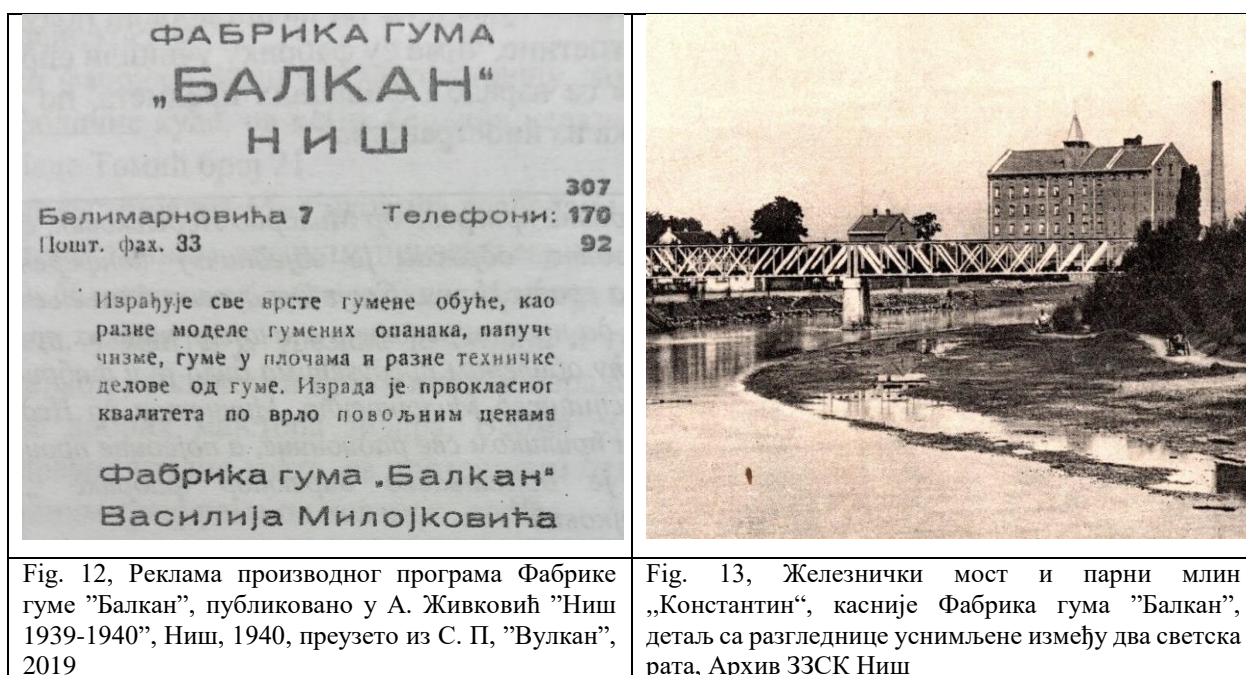 ФАБРИКА ГУМА
„БАЛКАН“
НИШ
307
Белимарновића 7 Телефони: 170
Пошт. фах. 33 92
Израђује све врсте гумене обуће, као
разне моделе гумених опанака, папуче
чизме, гуме у плочама и разне техничке
делове од гуме. Израда је првокласног
квалитета по врло повољним ценама
Фабрика гума „Балкан“
Василија Милојковића
Fig. 12, Реклама производног програма Фабрике
гуме ”Балкан”, публиковано у А. Живковић ”Ниш
1939-1940”, Ниш, 1940, преузето из С. П, ”Вулкан”,
2019
Fig. 13, Железнички мост и парни млин
„Константин“, касније Фабрика гума ”Балкан”,
детаљ са разгледнице уснимљене између два светска
рата, Архив ЗЗСК Ниш